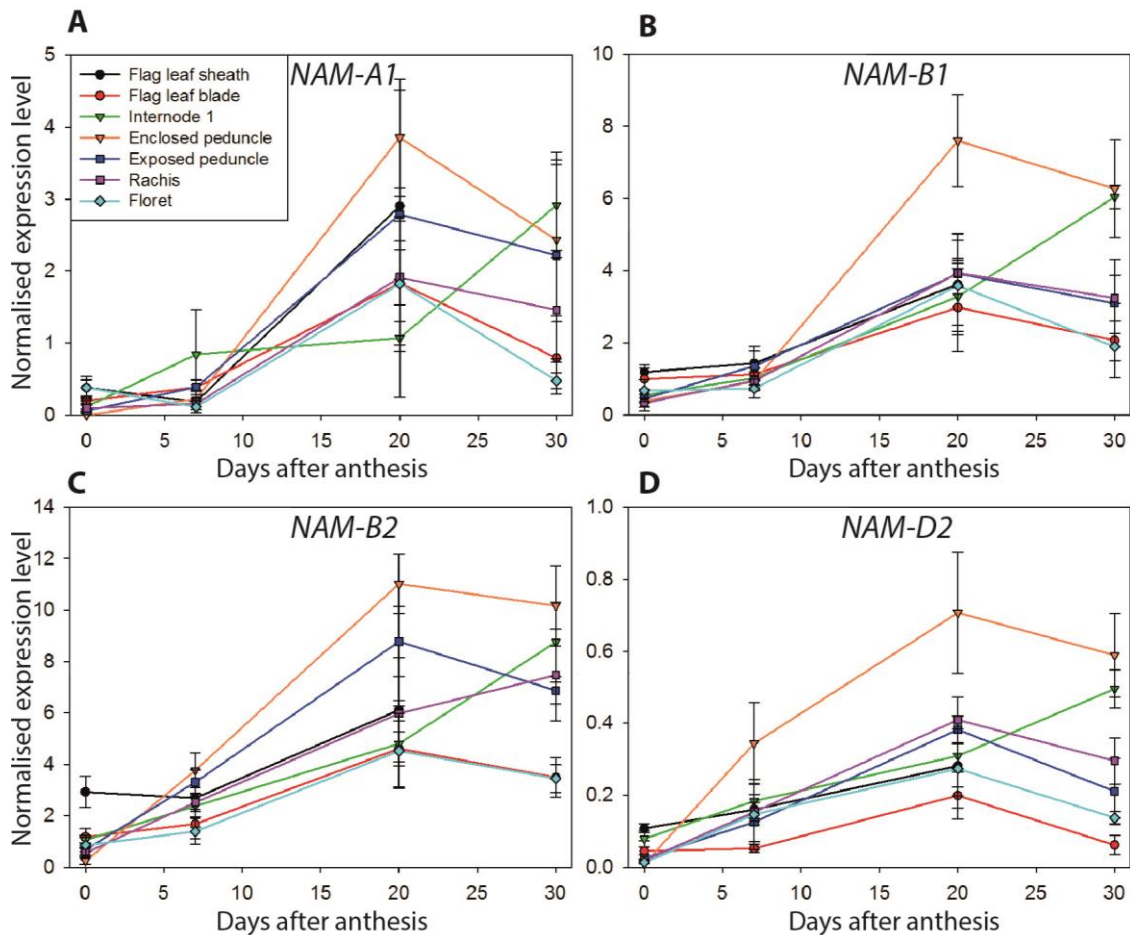 A
NAM-A1
Normalised expression level
5
4
3
2
1
0
Flag leaf sheath
Flag leaf blade
Internode 1
Enclosed peduncle
Exposed peduncle
Rachis
Floret
0 5 10 15 20 25 30
Days after anthesis
B
NAM-B1
10
8
6
4
2
0
0 5 10 15 20 25 30
Days after anthesis
C
NAM-B2
Normalised expression level
14
12
10
8
6
4
2
0
0 5 10 15 20 25 30
Days after anthesis
D
NAM-D2
1.0
0.8
0.6
0.4
0.2
0.0
0 5 10 15 20 25 30
Days after anthesis